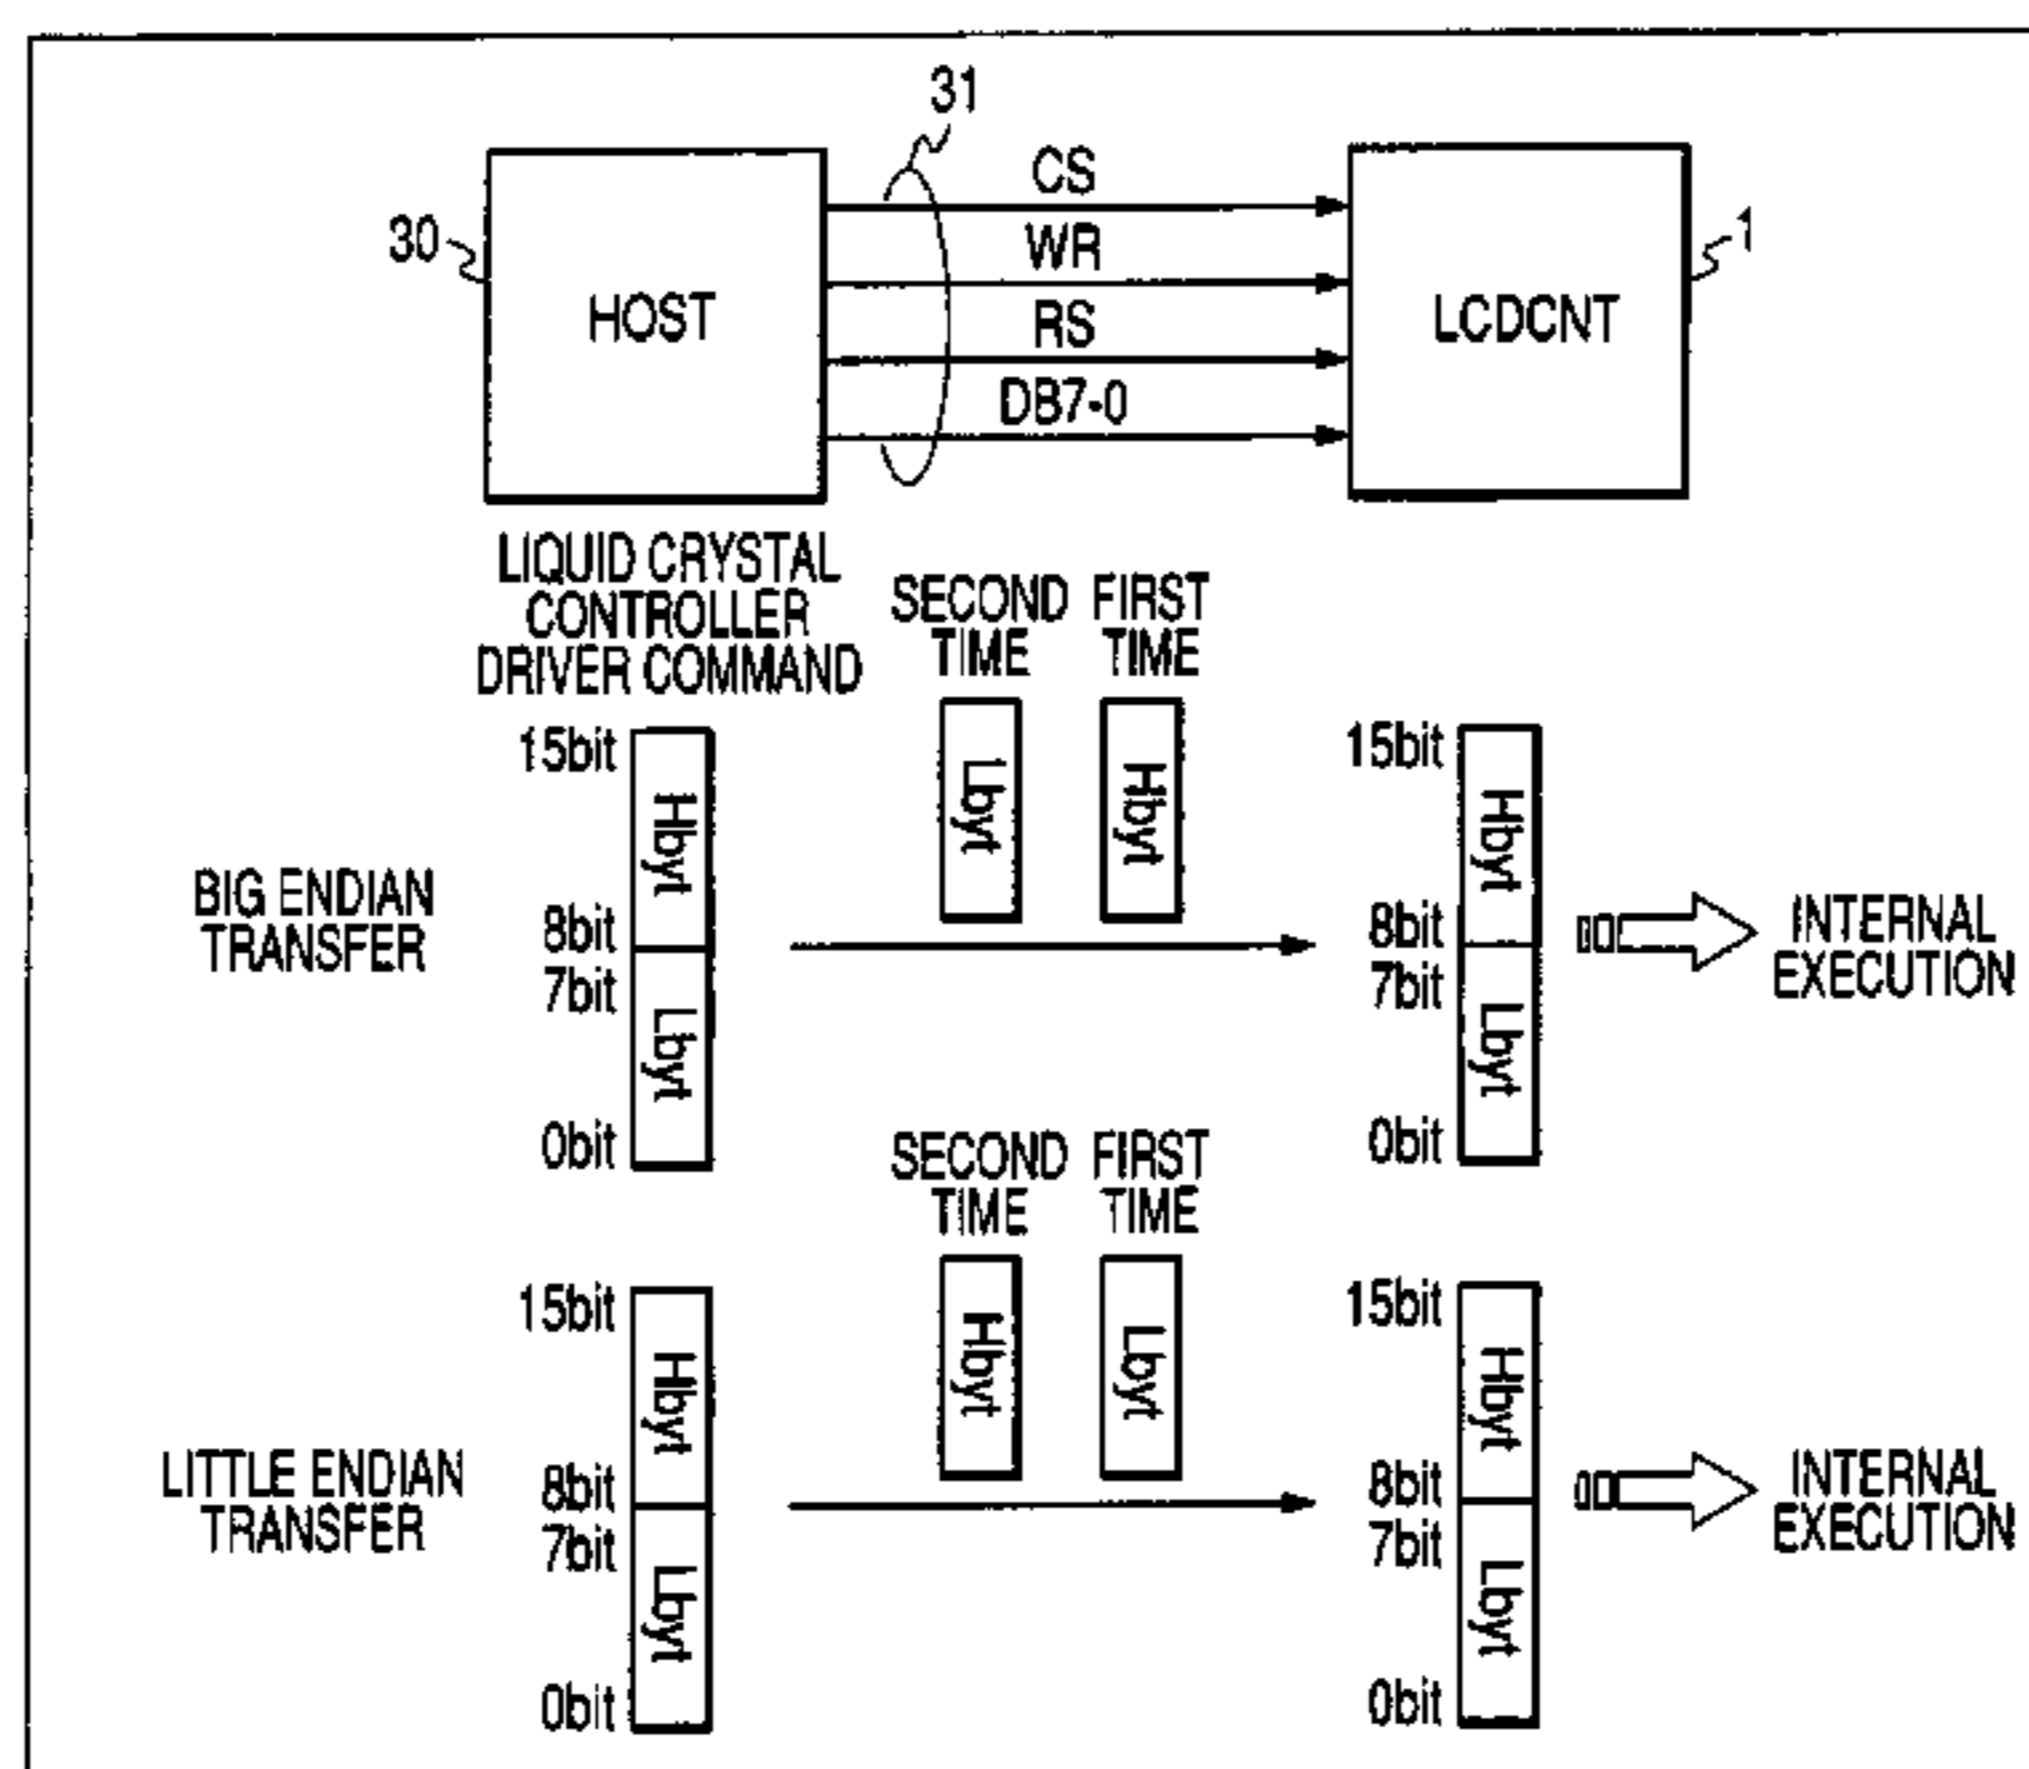 31
CS
30
WR
1
HOST
RS
LCDCNT
DB7-0
LIQUID CRYSTAL
CONTROLLER
DRIVER COMMAND
SECOND
TIME
FIRST
TIME
15bit
Hbyt
8bit
7bit
Lbyt
0bit
Lbyt
Hbyt
15bit
Hbyt
8bit
7bit
Lbyt
0bit
BIG ENDIAN
TRANSFER
INTERNAL
EXECUTION
SECOND
TIME
FIRST
TIME
15bit
Hbyt
8bit
7bit
Lbyt
0bit
Hbyt
Lbyt
15bit
Hbyt
8bit
7bit
Lbyt
0bit
LITTLE ENDIAN
TRANSFER
INTERNAL
EXECUTION